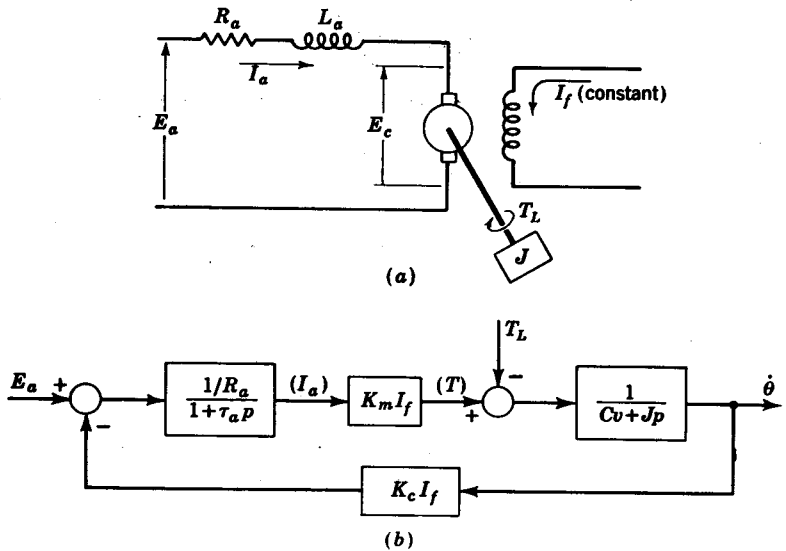 R_a L_a
I_a
E_a
E_c
I_f (constant)
T_L
J
(a)
T_L
E_a + − 
1/R_a
1+τ_a p
(I_a)
K_m I_f
(T)
+ −
1
Cv+Jp
θ̇
K_c I_f
(b)